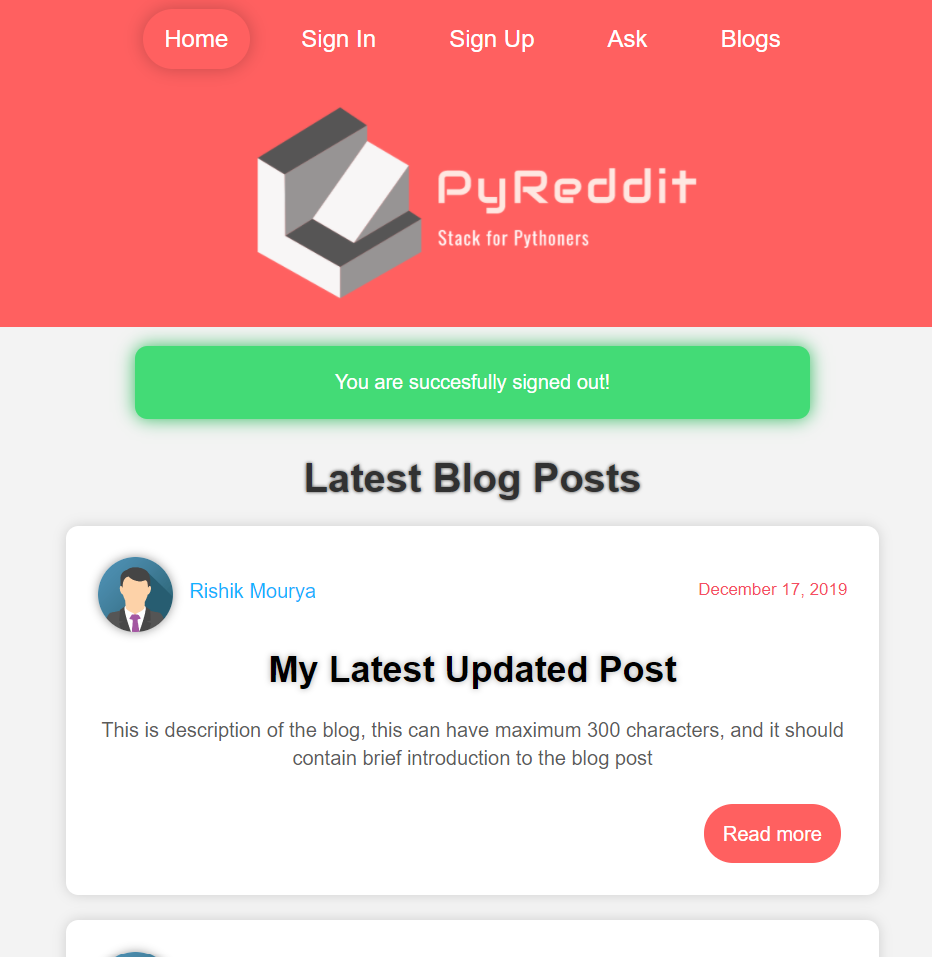 Home Sign In Sign Up Ask Blogs
PyReddit
Stack for Pythoners
You are succesfully signed out!
Latest Blog Posts
Rishik Mourya
December 17, 2019
My Latest Updated Post
This is description of the blog, this can have maximum 300 characters, and it should
contain brief introduction to the blog post
Read more